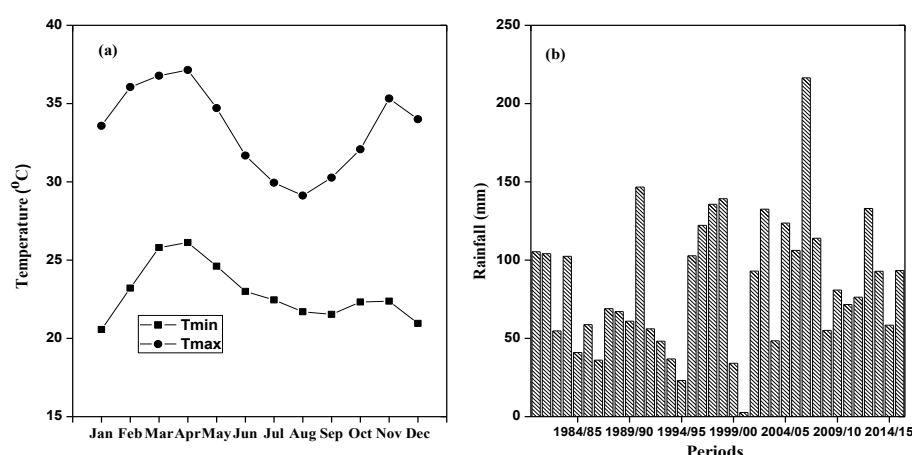 (a)
Temperature (°C)
40
35
30
25
20
15
Tmin
Tmax
Jan Feb Mar Apr May Jun Jul Aug Sep Oct Nov Dec
(b)
Rainfall (mm)
250
200
150
100
50
0
1984/85 1989/90 1994/95 1999/00 2004/05 2009/10 2014/15
Periods